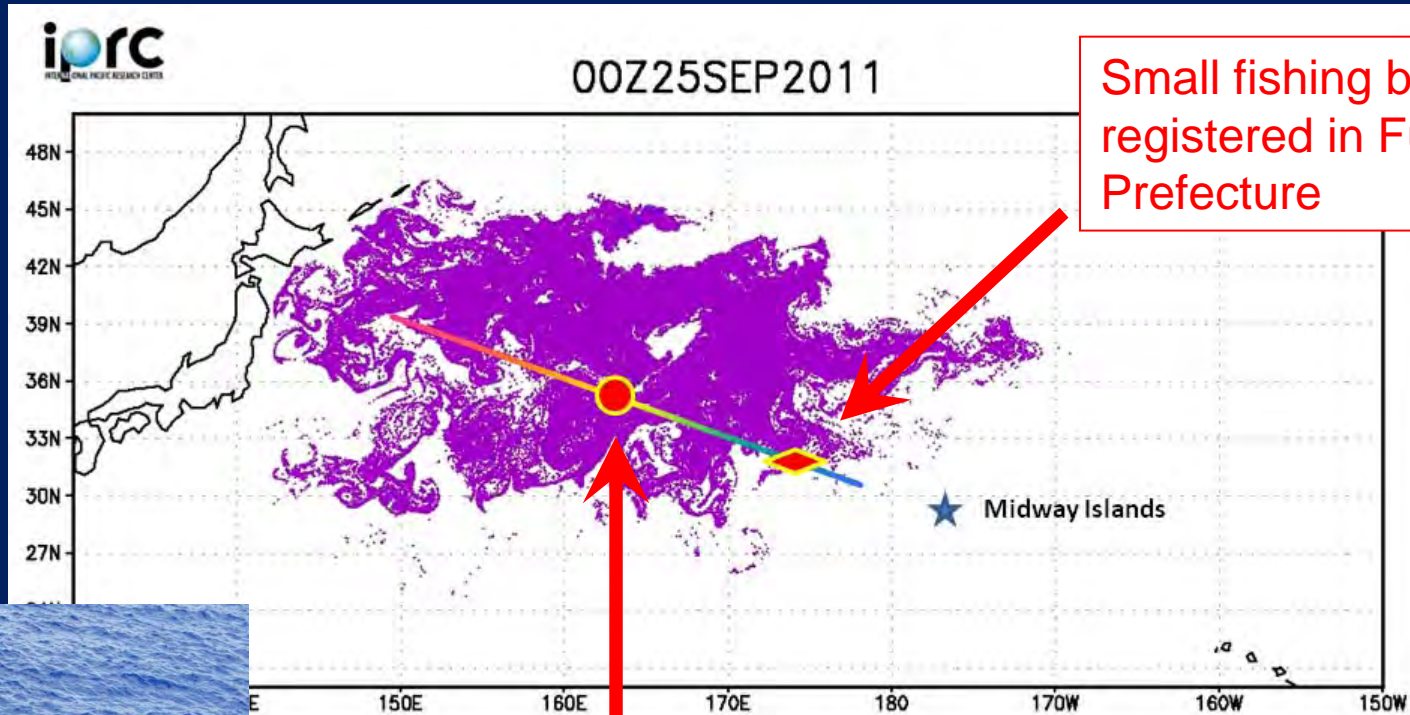 iprc
INTERNATIONAL PACIFIC RESEARCH CENTER
00Z25SEP2011
Small fishing b
registered in Fu
Prefecture
48N
45N
42N
39N
36N
33N
30N
Midway Islands
27N
E 150E 160E 170E 180 170W 160W 150W